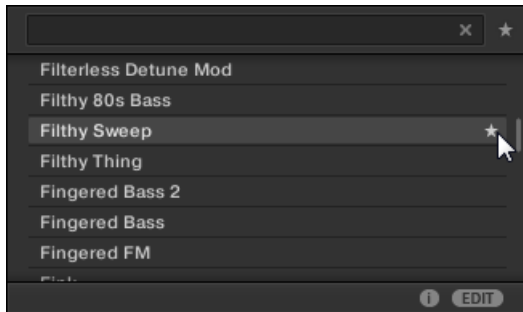 Filterless Detune Mod
Filthy 80s Bass
Filthy Sweep
Filthy Thing
Fingered Bass 2
Fingered Bass
Fingered FM
i EDIT